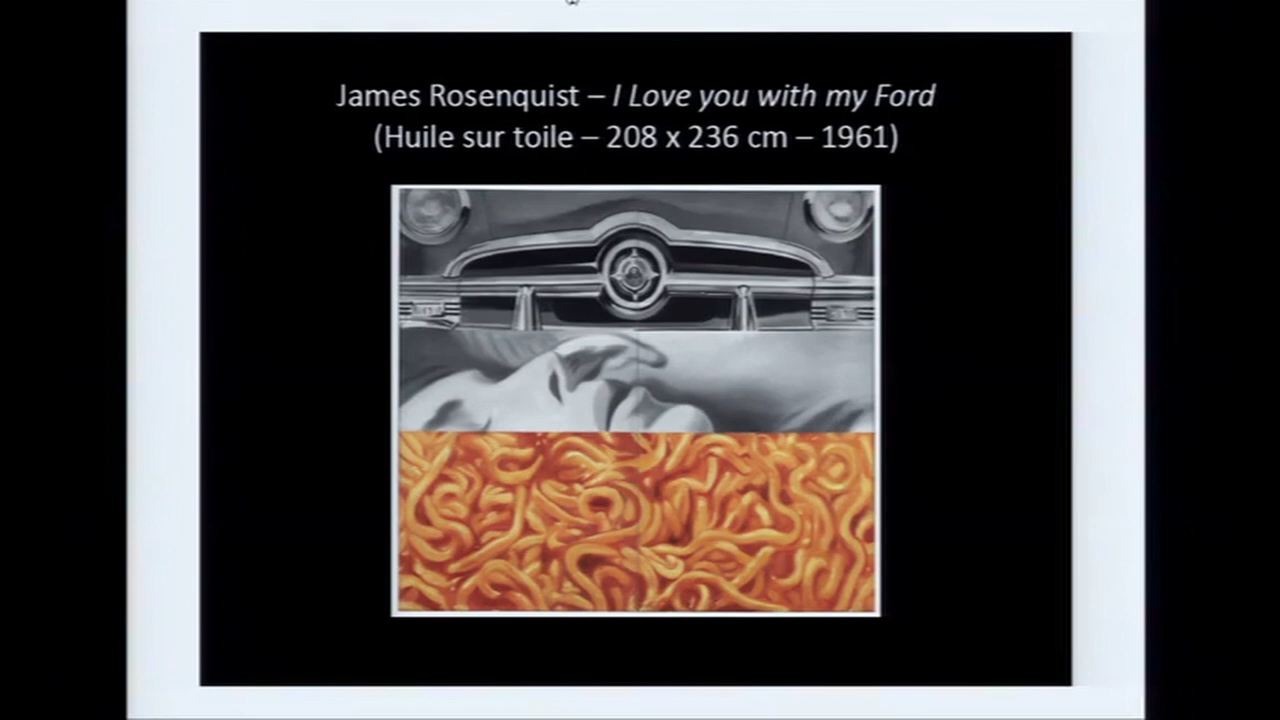 James Rosenquist – I Love you with my Ford
(Huile sur toile – 208 x 236 cm – 1961)